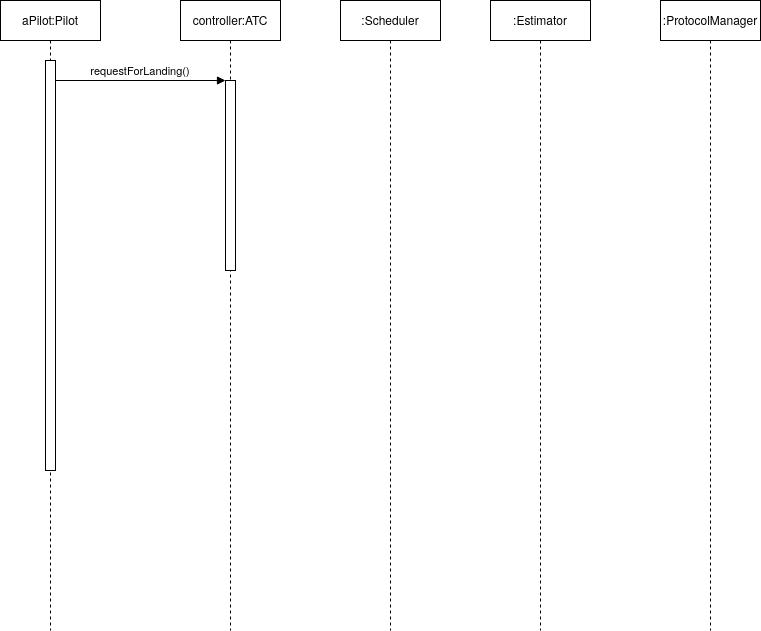 aPilot:Pilot
controller:ATC
:Scheduler
:Estimator
:ProtocolManager
requestForLanding()